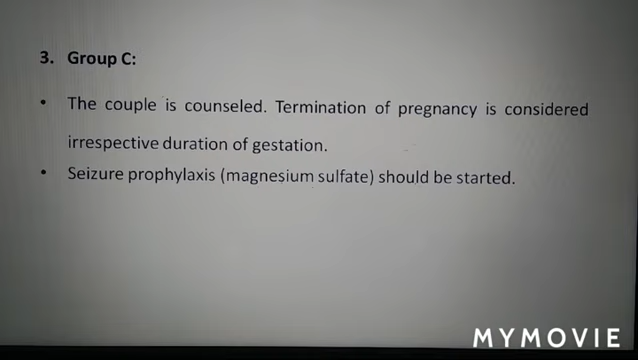 3. Group C:
• The couple is counseled. Termination of pregnancy is considered
irrespective duration of gestation.
• Seizure prophylaxis (magnesium sulfate) should be started.
MYMOVIE